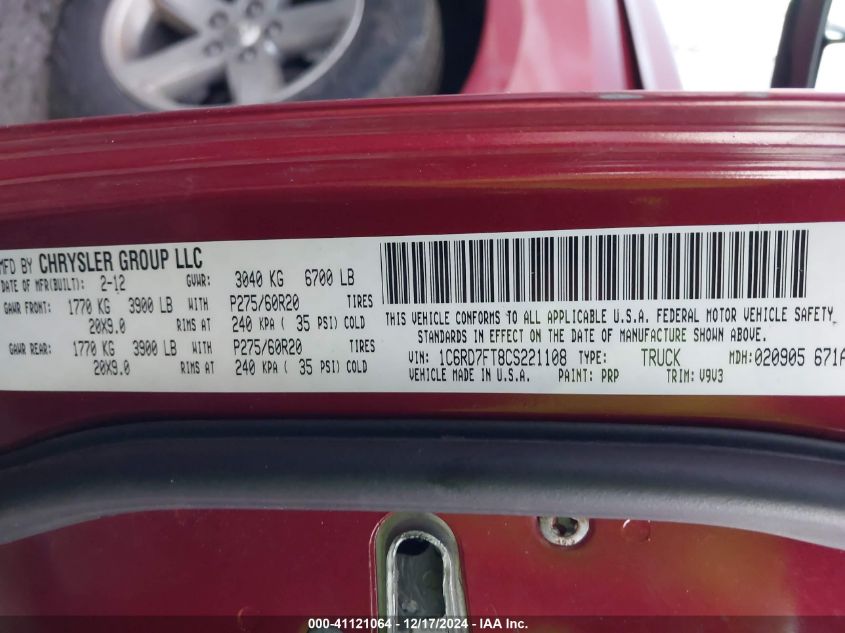 MFD BY CHRYSLER GROUP LLC
DATE OF MFR(BUILT): 2-12 GVWR: 3040 KG 6700 LB
GAWR FRONT: 1770 KG 3900 LB WITH P275/60R20 TIRES
20X9.0 RIMS AT 240 KPA ( 35 PSI) COLD
GAWR REAR: 1770 KG 3900 LB WITH P275/60R20 TIRES
20X9.0 RIMS AT 240 KPA ( 35 PSI) COLD
THIS VEHICLE CONFORMS TO ALL APPLICABLE U.S.A. FEDERAL MOTOR VEHICLE SAFETY
STANDARDS IN EFFECT ON THE DATE OF MANUFACTURE SHOWN ABOVE.
VIN: 1C6RD7FT8CS221108 TYPE: TRUCK MDH:020905 671A
VEHICLE MADE IN U.S.A. PAINT: PRP TRIM: V9V3
000-41121064 - 12/17/2024 - IAA Inc.